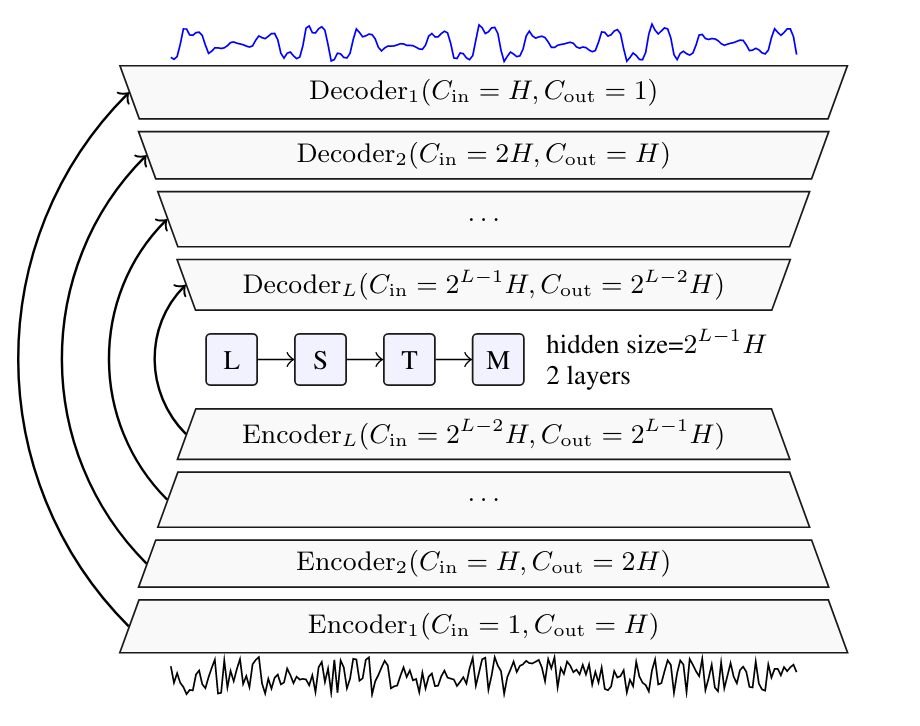 Decoder₁(C_in = H, C_out = 1)
Decoder₂(C_in = 2H, C_out = H)
...
Decoder_L(C_in = 2^{L−1}H, C_out = 2^{L−2}H)
L S T M
hidden size=2^{L−1}H
2 layers
Encoder_L(C_in = 2^{L−2}H, C_out = 2^{L−1}H)
...
Encoder₂(C_in = H, C_out = 2H)
Encoder₁(C_in = 1, C_out = H)